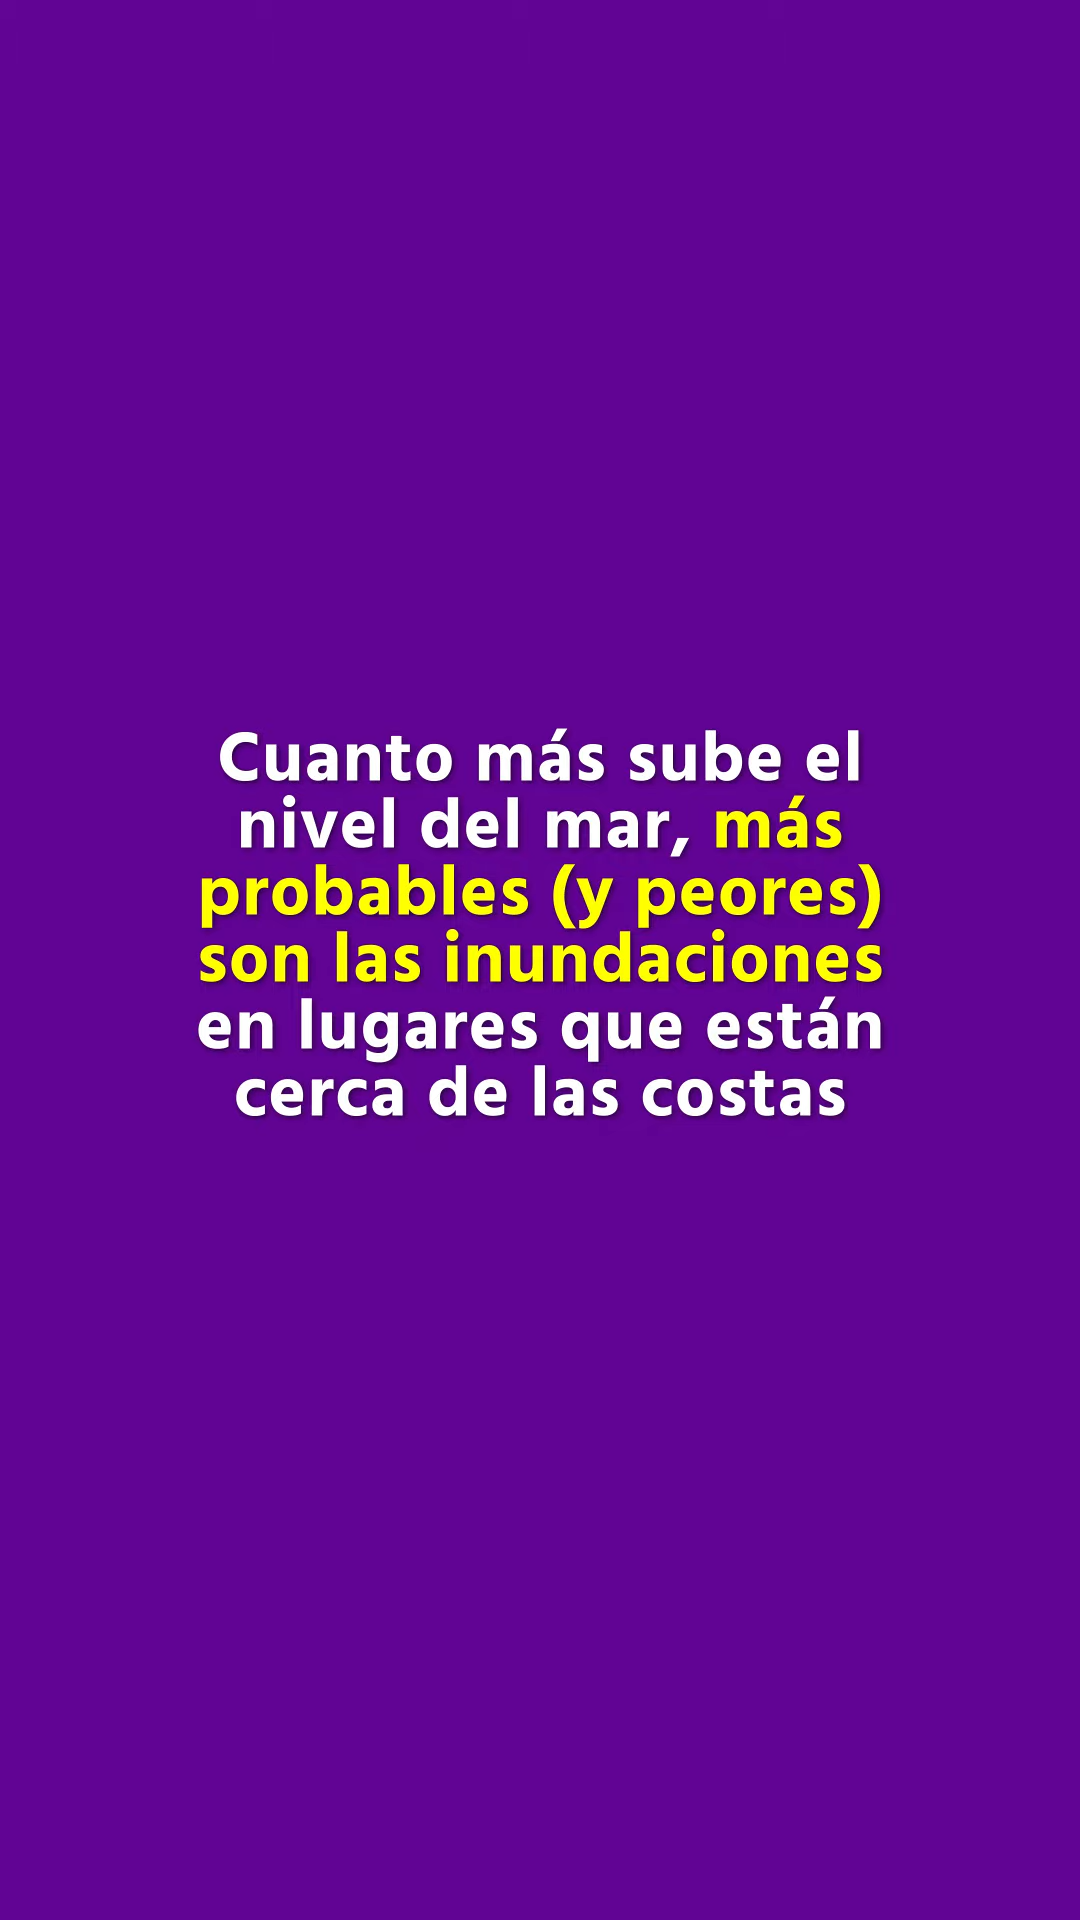 Cuanto más sube el
nivel del mar, más
probables (y peores)
son las inundaciones
en lugares que están
cerca de las costas